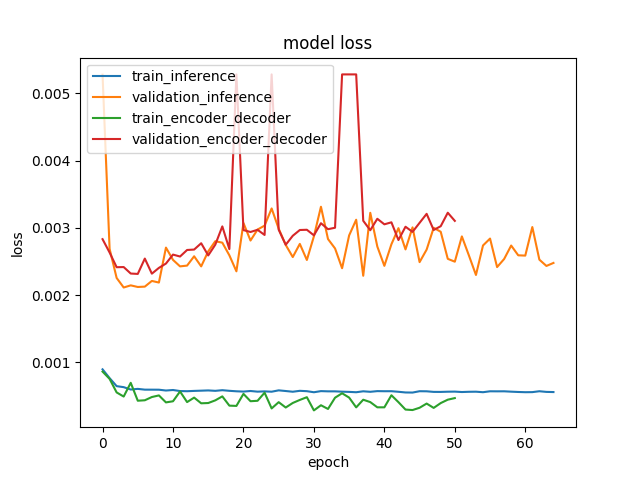 model loss
train_inference
validation_inference
train_encoder_decoder
validation_encoder_decoder
0.005
0.004
0.003
0.002
0.001
loss
0 10 20 30 40 50 60
epoch